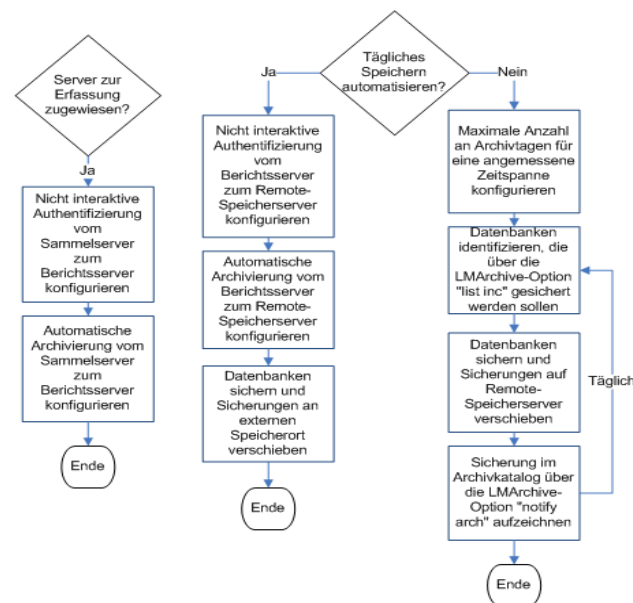 Server zur
Erfassung
zugewiesen?
Ja
Nicht interaktive
Authentifizierung
vom
Sammelserver
zum
Berichtsserver
konfigurieren
Automatische
Archivierung vom
Sammelserver
zum
Berichtsserver
konfigurieren
Ende
Tägliches
Speichern
automatisieren?
Ja
Nicht interaktive
Authentifizierung
vom
Berichtsserver
zum Remote-
Speicherserver
konfigurieren
Automatische
Archivierung vom
Berichtsserver
zum Remote-
Speicherserver
konfigurieren
Datenbanken
sichern und
Sicherungen an
externen
Speicherort
verschieben
Ende
Nein
Maximale Anzahl
an Archivtagen für
eine angemessene
Zeitspanne
konfigurieren
Datenbanken
identifizieren, die
über die
LMArchive-Option
"list inc" gesichert
werden sollen
Datenbanken
sichern und
Sicherungen auf
Remote-
Speicherserver
verschieben
Sicherung im
Archivkatalog über
die LMArchive-
Option "notify
arch" aufzeichnen
Täglich
Ende